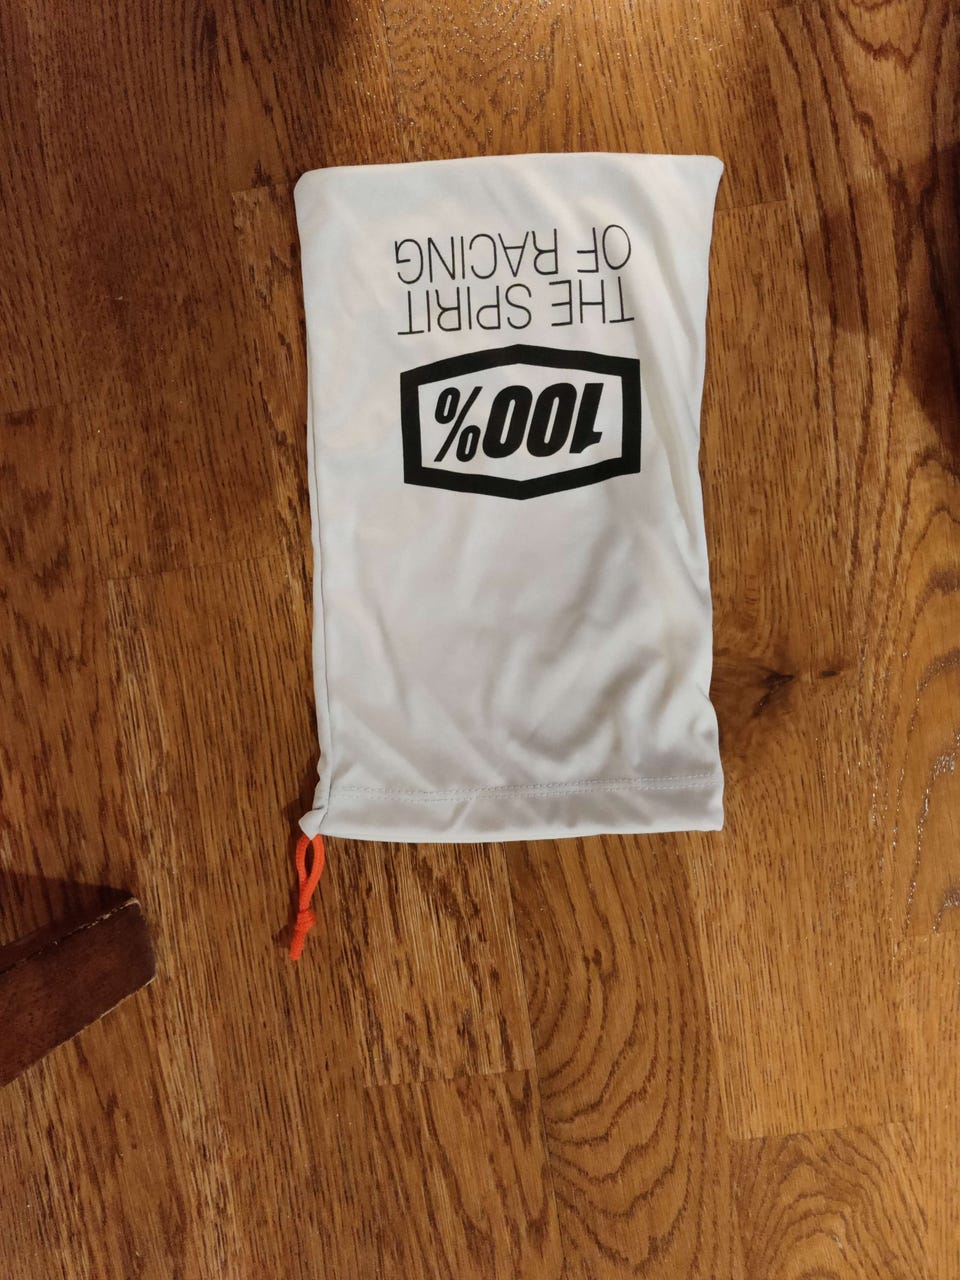 100%
THE SPIRIT
OF RACING